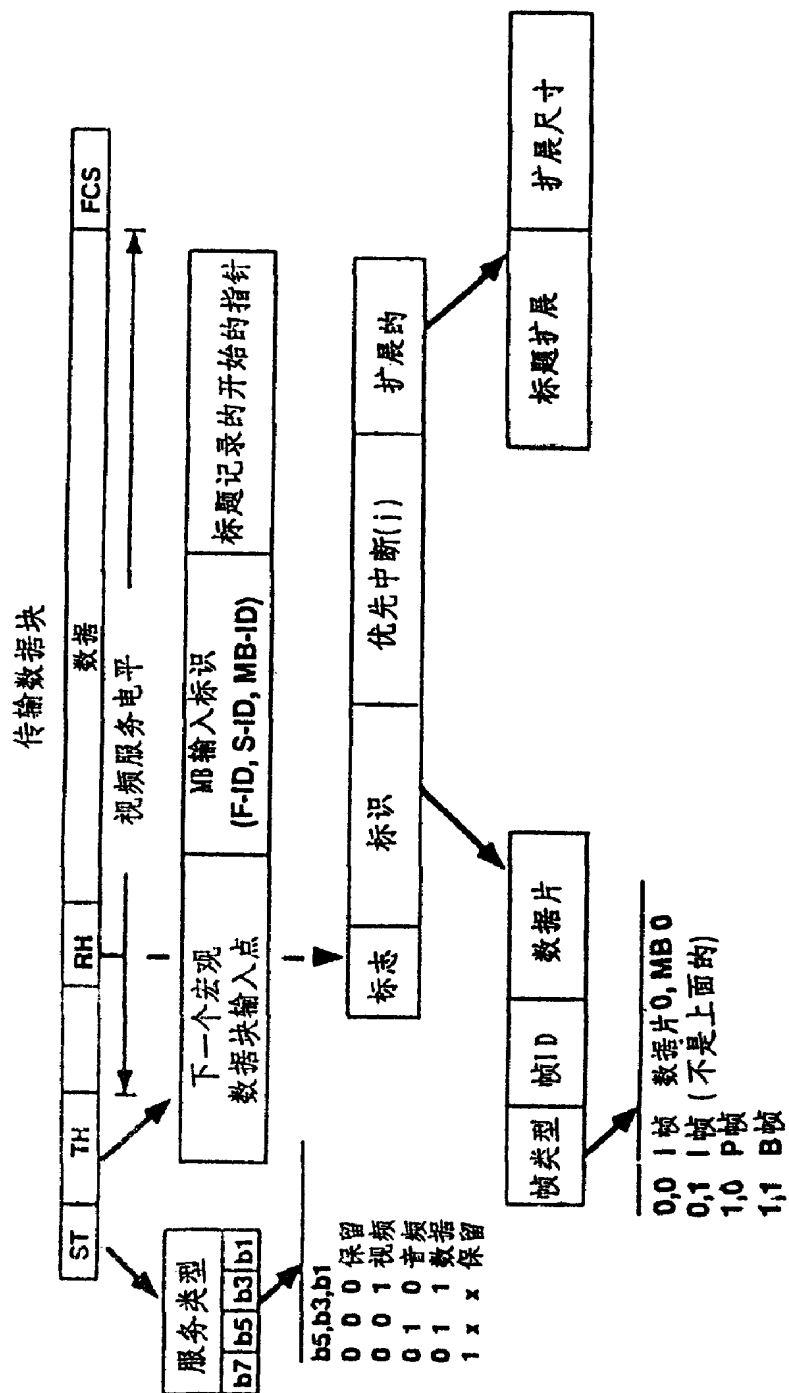 传输数据块
ST
TH
RH
数据
FCS
视频服务电平
服务类型
b7 b5 b3 b1
b5,b3,b1
0 0 0 保留
0 0 1 视频
0 1 0 音频
0 1 1 数据
1 x x 保留
下一个宏观
数据块输入点
MB输入标识
(F-ID, S-ID, MB-ID)
标题记录的开始的指针
标志
标识
优先中断(j)
扩展的
帧类型
帧ID
数据片
标题扩展
扩展尺寸
0,0 I帧 数据片0, MB0
0,1 I帧 (不是上面的)
1,0 P帧
1,1 B帧